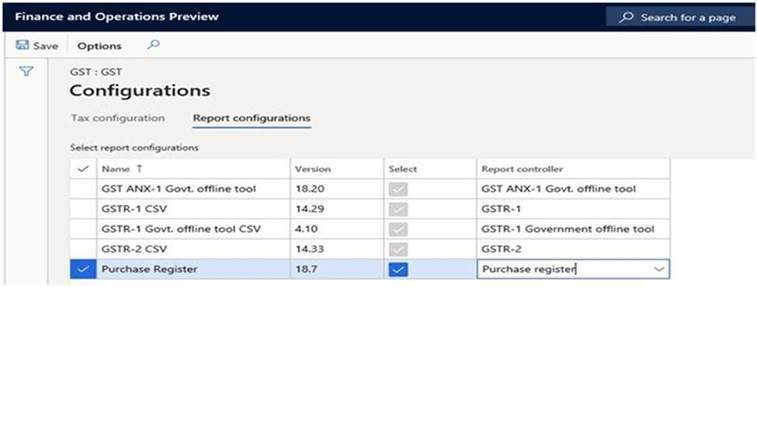 Finance and Operations Preview Search for a page
Save Options
GST : GST
Configurations
Tax configuration Report configurations
Select report configurations
Name ↑ Version Select Report controller
GST ANX-1 Govt. offline tool 18.20 GST ANX-1 Govt. offline tool
GSTR-1 CSV 14.29 GSTR-1
GSTR-1 Govt. offline tool CSV 4.10 GSTR-1 Government offline tool
GSTR-2 CSV 14.33 GSTR-2
Purchase Register 18.7 Purchase register